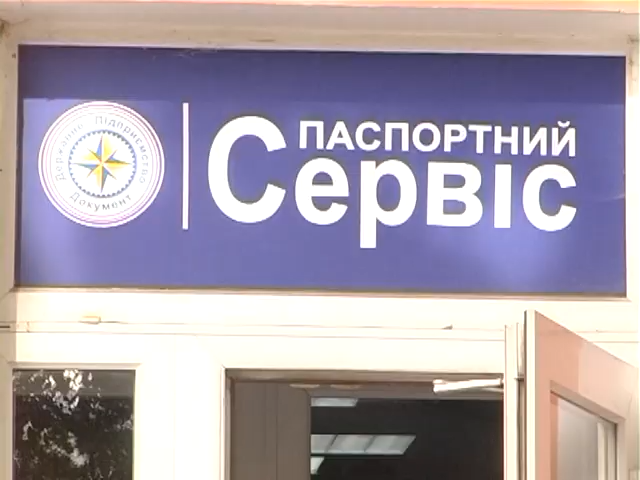 Державне Підприємство
Документ
ПАСПОРТНИЙ
Сервіс